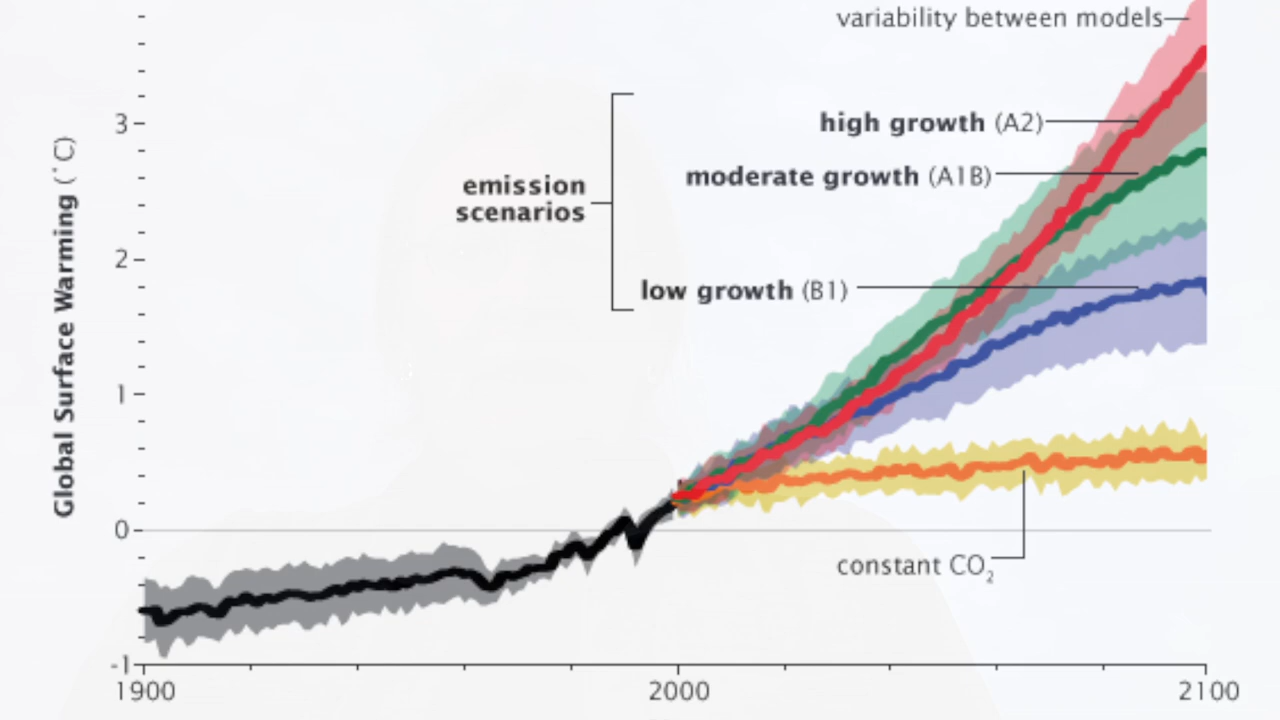 variability between models
high growth (A2)
moderate growth (A1B)
emission
scenarios
low growth (B1)
constant CO₂
Global Surface Warming (˚C)
3
2
1
0
-1
1900
2000
2100